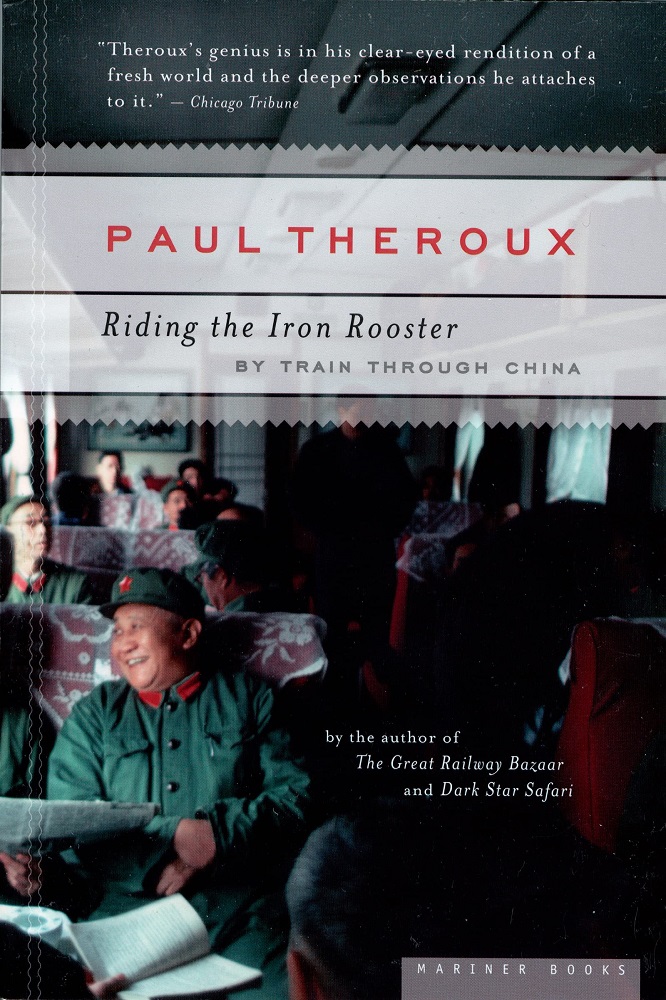 “Theroux’s genius is in his clear-eyed rendition of a
fresh world and the deeper observations he attaches
to it.” — Chicago Tribune
PAUL THEROUX
Riding the Iron Rooster
BY TRAIN THROUGH CHINA
by the author of
The Great Railway Bazaar
and Dark Star Safari
MARINER BOOKS